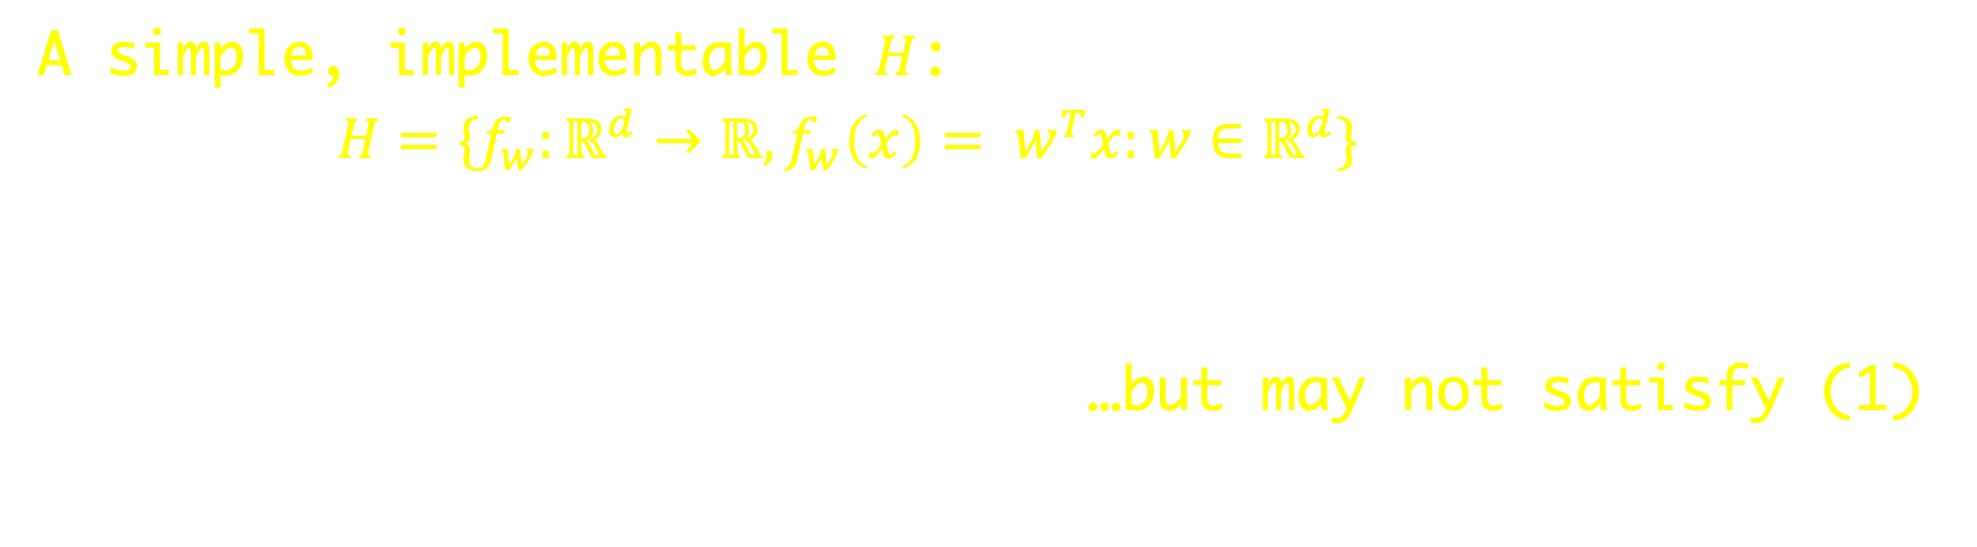 A simple, implementable H:
H = {f_w: ℝ^d → ℝ, f_w(x) = w^T x: w ∈ ℝ^d}
…but may not satisfy (1)